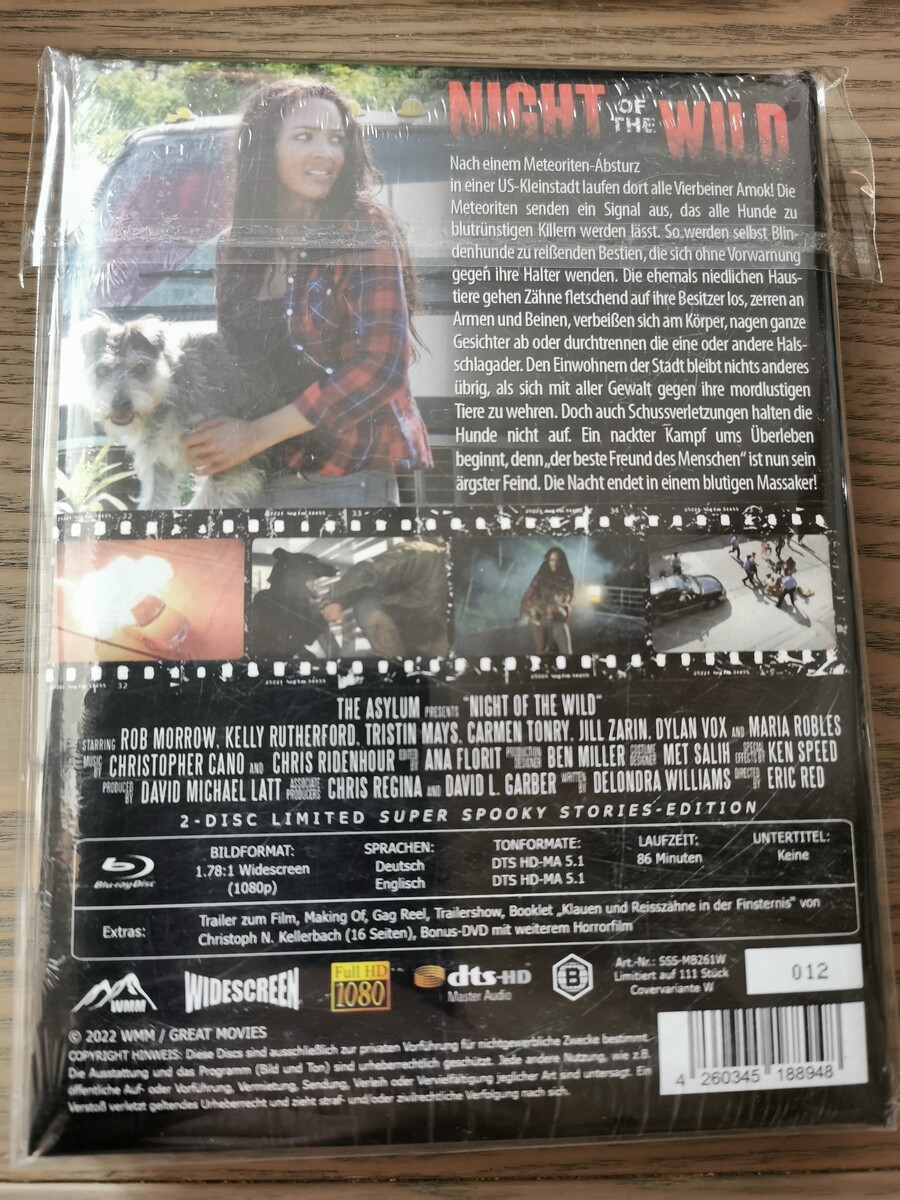 NIGHT OF THE WILD
Nach einem Meteoriten-Absturz
in einer US-Kleinstadt laufen dort alle Vierbeiner Amok! Die
Meteoriten senden ein Signal aus, das alle Hunde zu
blutrünstigen Killern werden lässt. So werden selbst Blin-
denhunde zu reißenden Bestien, die sich ohne Vorwarnung
gegen ihre Halter wenden. Die ehemals niedlichen Haus-
tiere gehen Zähne fletschend auf ihre Besitzer los, zerren an
Armen und Beinen, verbeißen sich am Körper, nagen ganze
Gesichter ab oder durchtrennen die eine oder andere Hals-
schlagader. Den Einwohnern der Stadt bleibt nichts anderes
übrig, als sich mit aller Gewalt gegen ihre mordlustigen
Tiere zu wehren. Doch auch Schussverletzungen halten die
Hunde nicht auf. Ein nackter Kampf ums Überleben
beginnt, denn „der beste Freund des Menschen" ist nun sein
ärgster Feind. Die Nacht endet in einem blutigen Massaker!
32
33
34
32
THE ASYLUM PRESENTS "NIGHT OF THE WILD"
STARRING ROB MORROW, KELLY RUTHERFORD, TRISTIN MAYS, CARMEN TONRY, JILL ZARIN, DYLAN VOX AND MARIA ROBLES
MUSIC BY CHRISTOPHER CANO AND CHRIS RIDENHOUR EDITED BY ANA FLORIT PRODUCTION DESIGNER BEN MILLER COSTUME DESIGNER MET SALIH SPECIAL EFFECTS BY KEN SPEED
PRODUCED BY DAVID MICHAEL LATT ASSOCIATE PRODUCERS CHRIS REGINA AND DAVID L. GARBER WRITTEN BY DELONDRA WILLIAMS DIRECTED BY ERIC RED
2-DISC LIMITED SUPER SPOOKY STORIES-EDITION
Blu-ray Disc
BILDFORMAT:
1.78:1 Widescreen
(1080p)
SPRACHEN:
Deutsch
Englisch
TONFORMATE:
DTS HD-MA 5.1
DTS HD-MA 5.1
LAUFZEIT:
86 Minuten
UNTERTITEL:
Keine
Extras:
Trailer zum Film, Making Of, Gag Reel, Trailershow, Booklet „Klauen und Reisszähne in der Finsternis" von
Christoph N. Kellerbach (16 Seiten), Bonus-DVD mit weiterem Horrorfilm
WMM
WIDESCREEN
Full HD
1080
dts-HD
Master Audio
B
Art.-Nr.: SSS-MB261W
Limitiert auf 111 Stück
Covervariante W
012
© 2022 WMM / GREAT MOVIES
COPYRIGHT HINWEIS: Diese Discs sind ausschließlich zur privaten Vorführung für nichtgewerbliche Zwecke bestimmt.
Die Ausstattung und das Programm (Bild und Ton) sind urheberrechtlich geschützt. Jede andere Nutzung, wie z.B.
öffentliche Auf- oder Vorführung, Vermietung, Sendung, Verleih oder Vervielfältigung jeglicher Art sind untersagt. Ein
Verstoß verletzt geltendes Urheberrecht und zieht straf- und/oder zivilrechtliche Verfolgung nach sich.
4 260345 188948